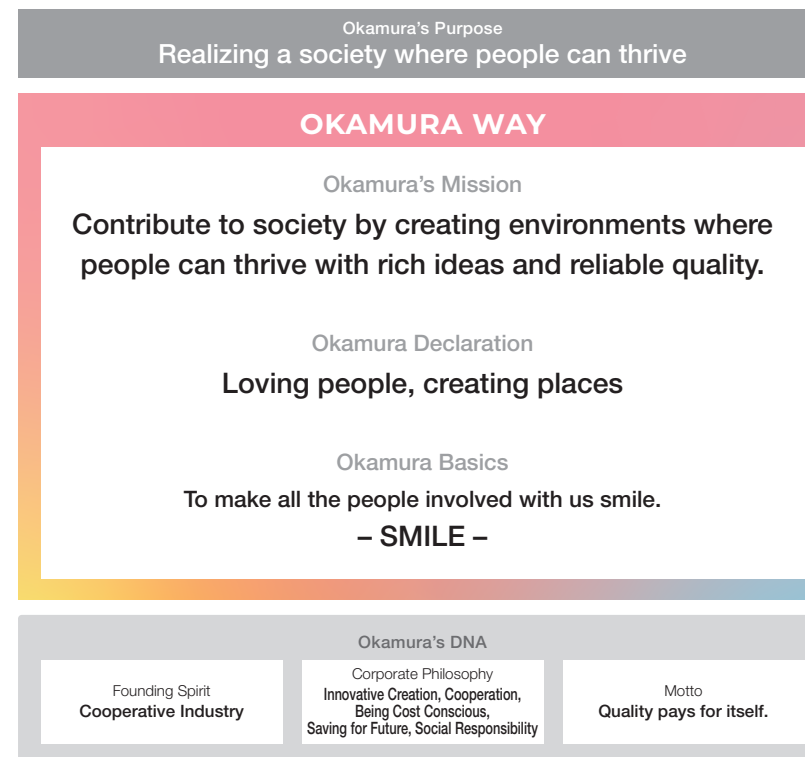 Okamura’s Purpose
Realizing a society where people can thrive
OKAMURA WAY
Okamura’s Mission
Contribute to society by creating environments where
people can thrive with rich ideas and reliable quality.
Okamura Declaration
Loving people, creating places
Okamura Basics
To make all the people involved with us smile.
– SMILE –
Okamura’s DNA
Founding Spirit
Cooperative Industry
Corporate Philosophy
Innovative Creation, Cooperation,
Being Cost Conscious,
Saving for Future, Social Responsibility
Motto
Quality pays for itself.